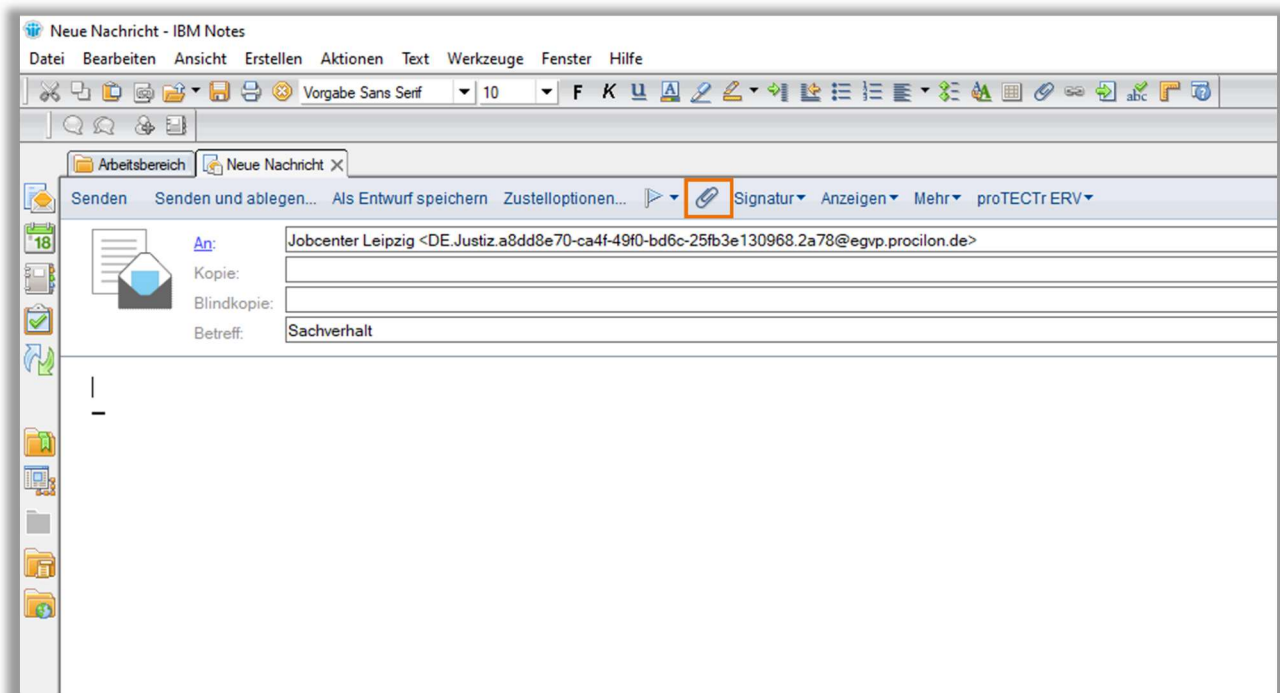 Neue Nachricht - IBM Notes
Datei Bearbeiten Ansicht Erstellen Aktionen Text Werkzeuge Fenster Hilfe
Vorgabe Sans Serif 10 F K U A abc
Arbeitsbereich Neue Nachricht
Senden Senden und ablegen... Als Entwurf speichern Zustelloptionen... Signatur Anzeigen Mehr proTECTr ERV
18
An: Jobcenter Leipzig <DE.Justiz.a8dd8e70-ca4f-49f0-bd6c-25fb3e130968.2a78@egvp.procilon.de>
Kopie:
Blindkopie:
Betreff: Sachverhalt